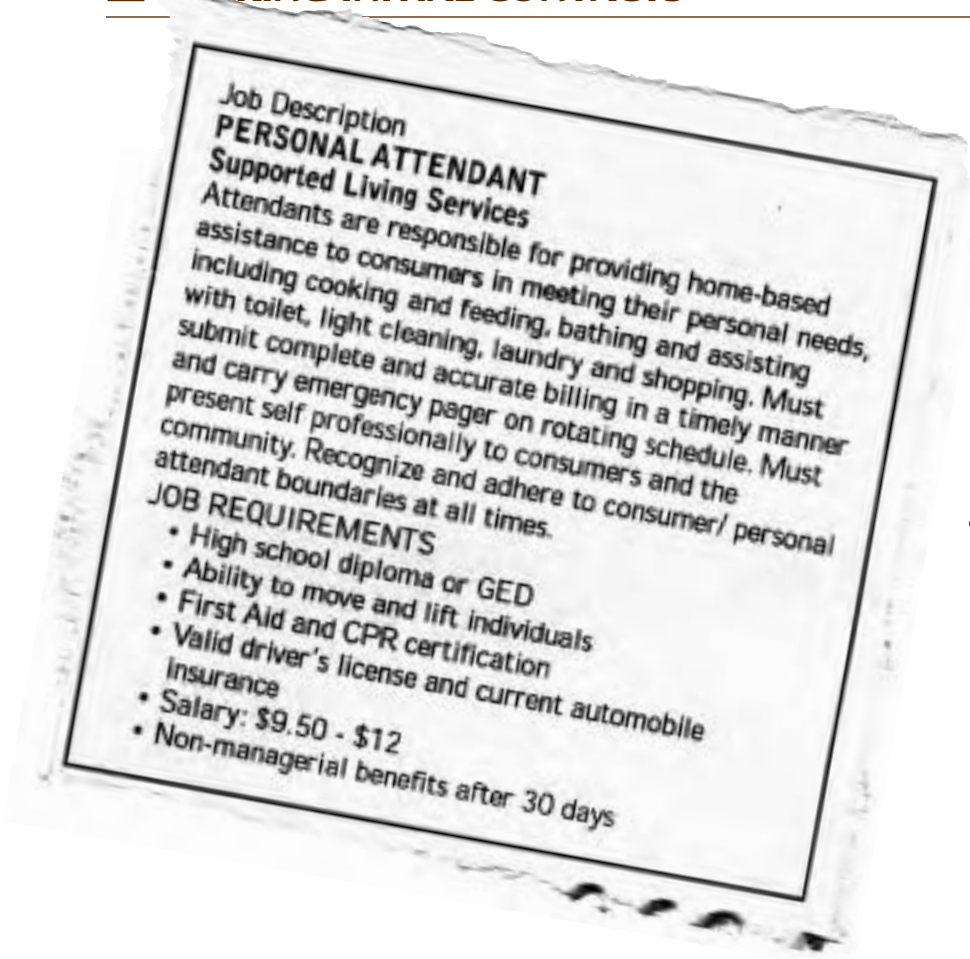 Job Description
PERSONAL ATTENDANT
Supported Living Services
Attendants are responsible for providing home-based
assistance to consumers in meeting their personal needs,
including cooking and feeding, bathing and assisting
with toilet, light cleaning, laundry and shopping. Must
submit complete and accurate billing in a timely manner
and carry emergency pager on rotating schedule. Must
present self professionally to consumers and the
community. Recognize and adhere to consumer/ personal
attendant boundaries at all times.
JOB REQUIREMENTS
• High school diploma or GED
• Ability to move and lift individuals
• First Aid and CPR certification
• Valid driver's license and current automobile
insurance
• Salary: $9.50 - $12
• Non-managerial benefits after 30 days